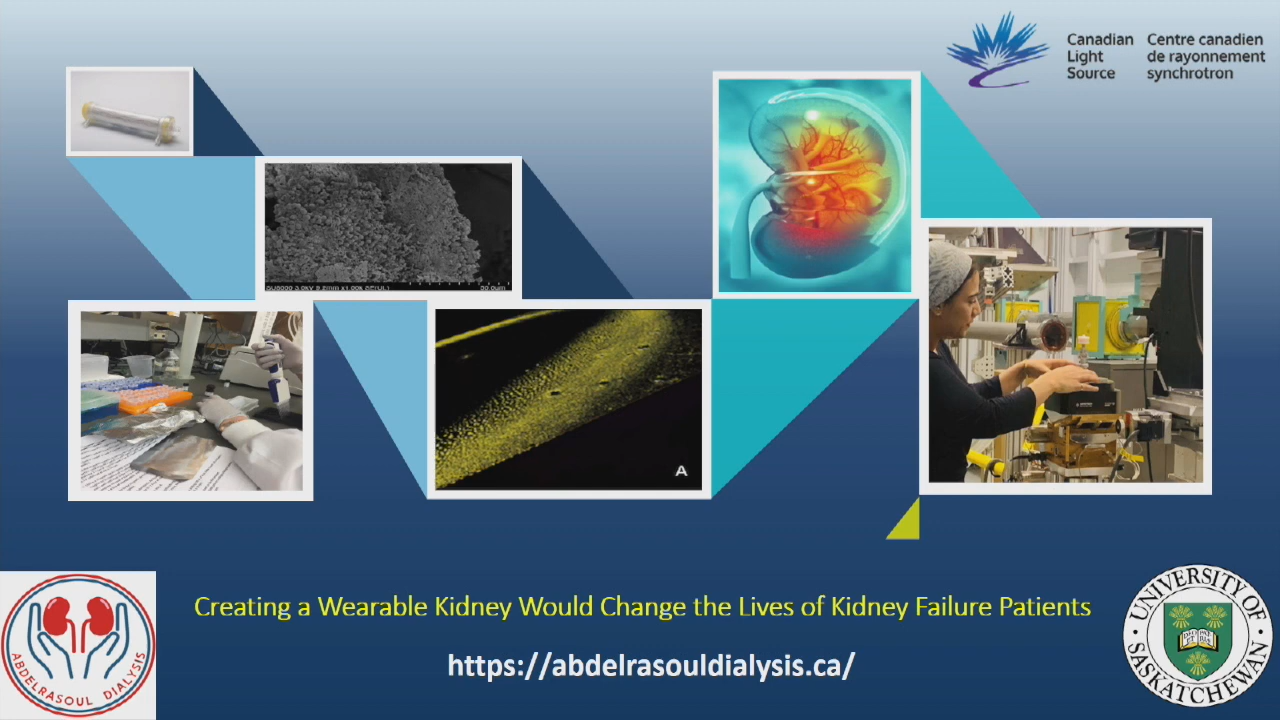 Canadian Light Source
Centre canadien de rayonnement synchrotron
A
Creating a Wearable Kidney Would Change the Lives of Kidney Failure Patients
https://abdelrasouldialysis.ca/
ABDELRASOUL DIALYSIS
UNIVERSITY OF SASKATCHEWAN